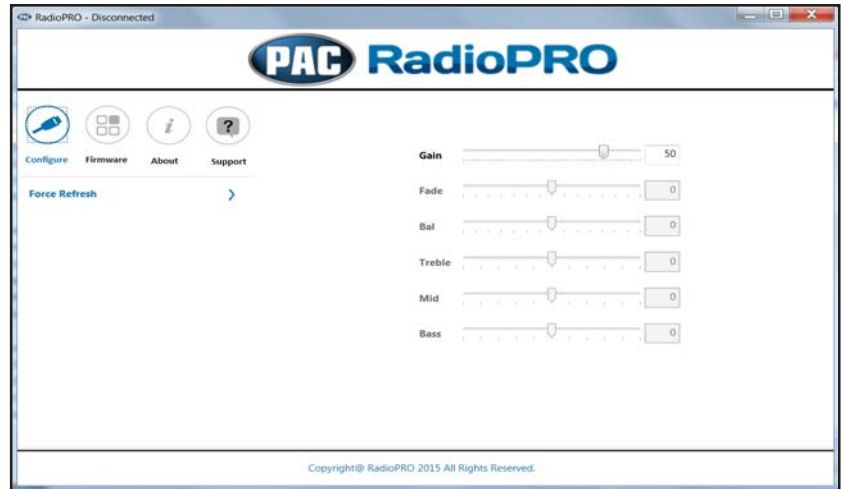 RadioPRO - Disconnected
PAC RadioPRO
Configure Firmware About Support
Force Refresh
Gain 50
Fade 0
Bal 0
Treble 0
Mid 0
Bass 0
Copyright@ RadioPRO 2015 All Rights Reserved.